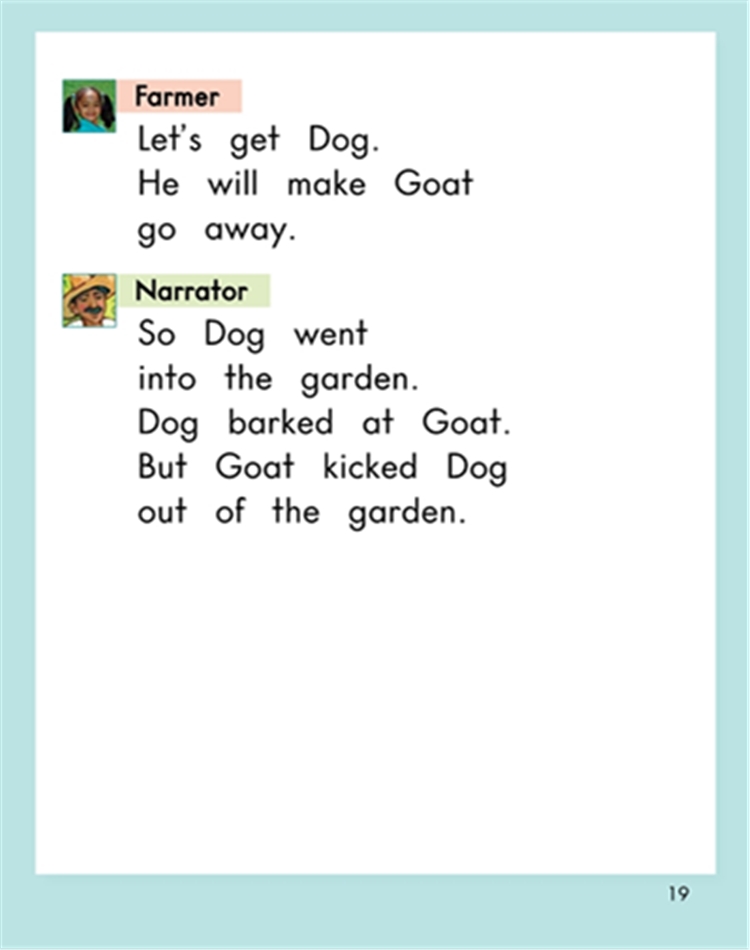 Farmer
Let's get Dog.
He will make Goat
go away.
Narrator
So Dog went
into the garden.
Dog barked at Goat.
But Goat kicked Dog
out of the garden.
19